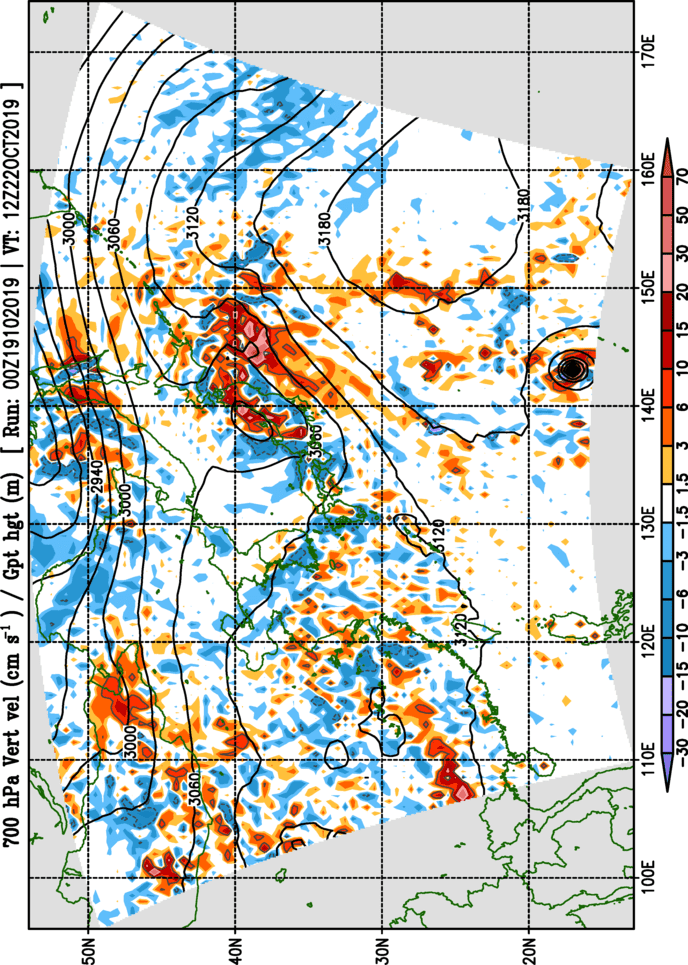 700 hPa Vert vel (cm s⁻¹) / Gpt hgt (m) [ Run: 00Z19102019 | VT: 12Z22OCT2019 ]
50N
40N
30N
20N
170E
160E
150E
140E
130E
120E
110E
100E
3000
3060
3120
3180
3180
2940
3000
3060
3120
3120
3000
3060
70
50
30
20
15
10
6
3
1.5
−1.5
−3
−6
−10
−15
−20
−30